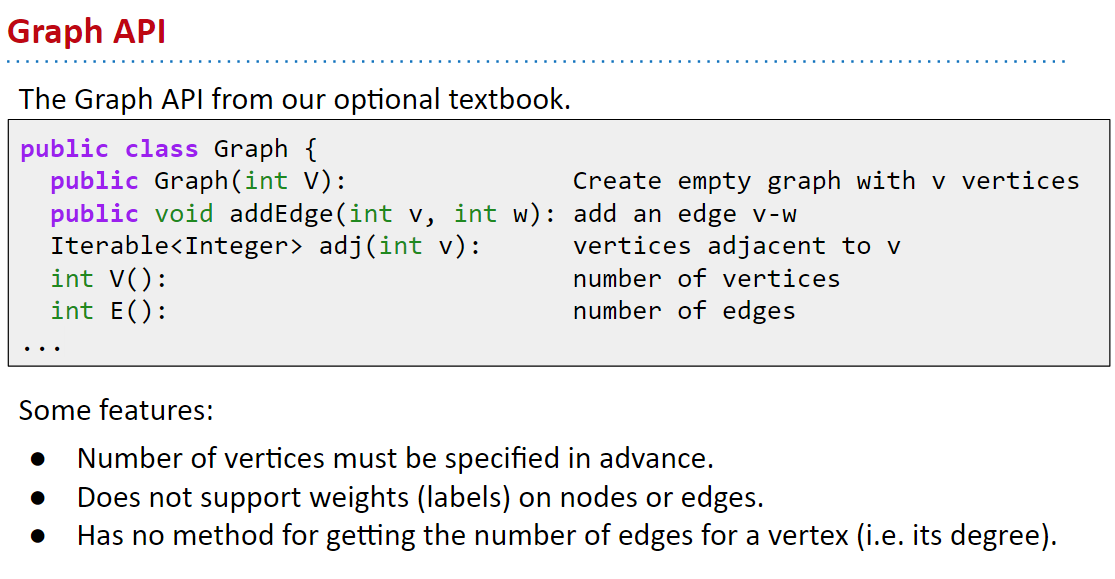 Graph API
The Graph API from our optional textbook.
public class Graph {
public Graph(int V): Create empty graph with v vertices
public void addEdge(int v, int w): add an edge v-w
Iterable<Integer> adj(int v): vertices adjacent to v
int V(): number of vertices
int E(): number of edges
...
Some features:
● Number of vertices must be specified in advance.
● Does not support weights (labels) on nodes or edges.
● Has no method for getting the number of edges for a vertex (i.e. its degree).